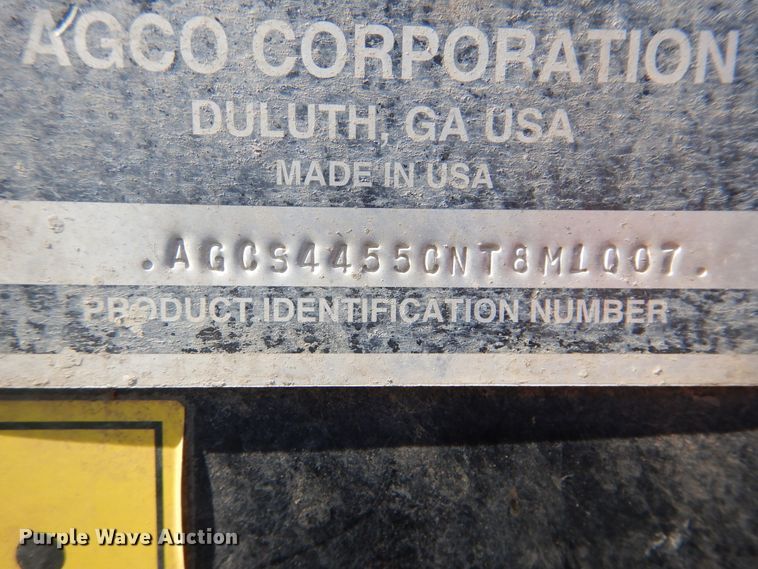 AGCO CORPORATION
DULUTH, GA USA
MADE IN USA
.AGCS4455CNT8ML007.
PRODUCT IDENTIFICATION NUMBER
Purple Wave Auction